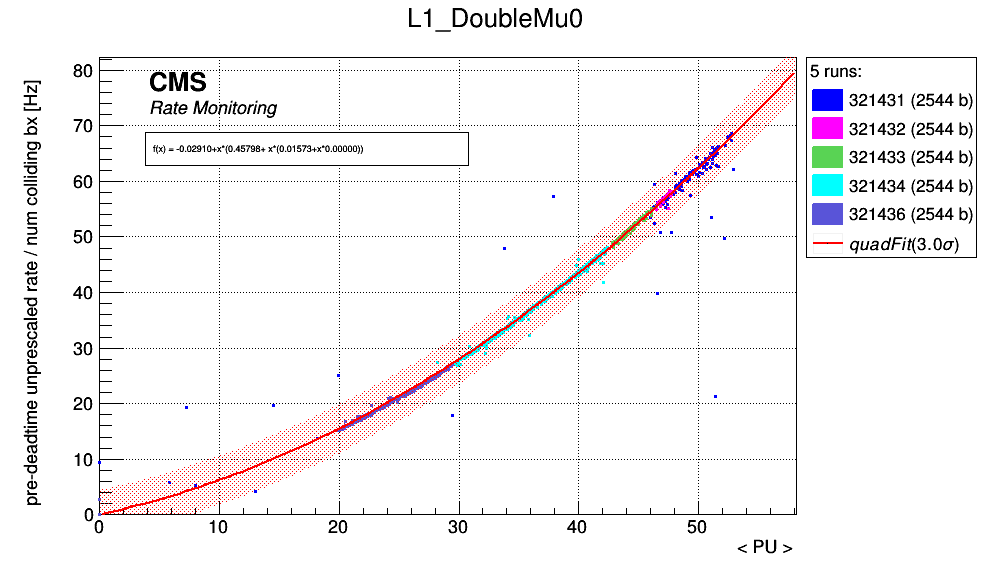 L1_DoubleMu0
pre-deadtime unprescaled rate / num colliding bx [Hz]
80
70
60
50
40
30
20
10
0
CMS
Rate Monitoring
f(x) = -0.02910+x*(0.45798+ x*(0.01573+x*0.00000))
0 10 20 30 40 50
< PU >
5 runs:
321431 (2544 b)
321432 (2544 b)
321433 (2544 b)
321434 (2544 b)
321436 (2544 b)
quadFit(3.0σ)